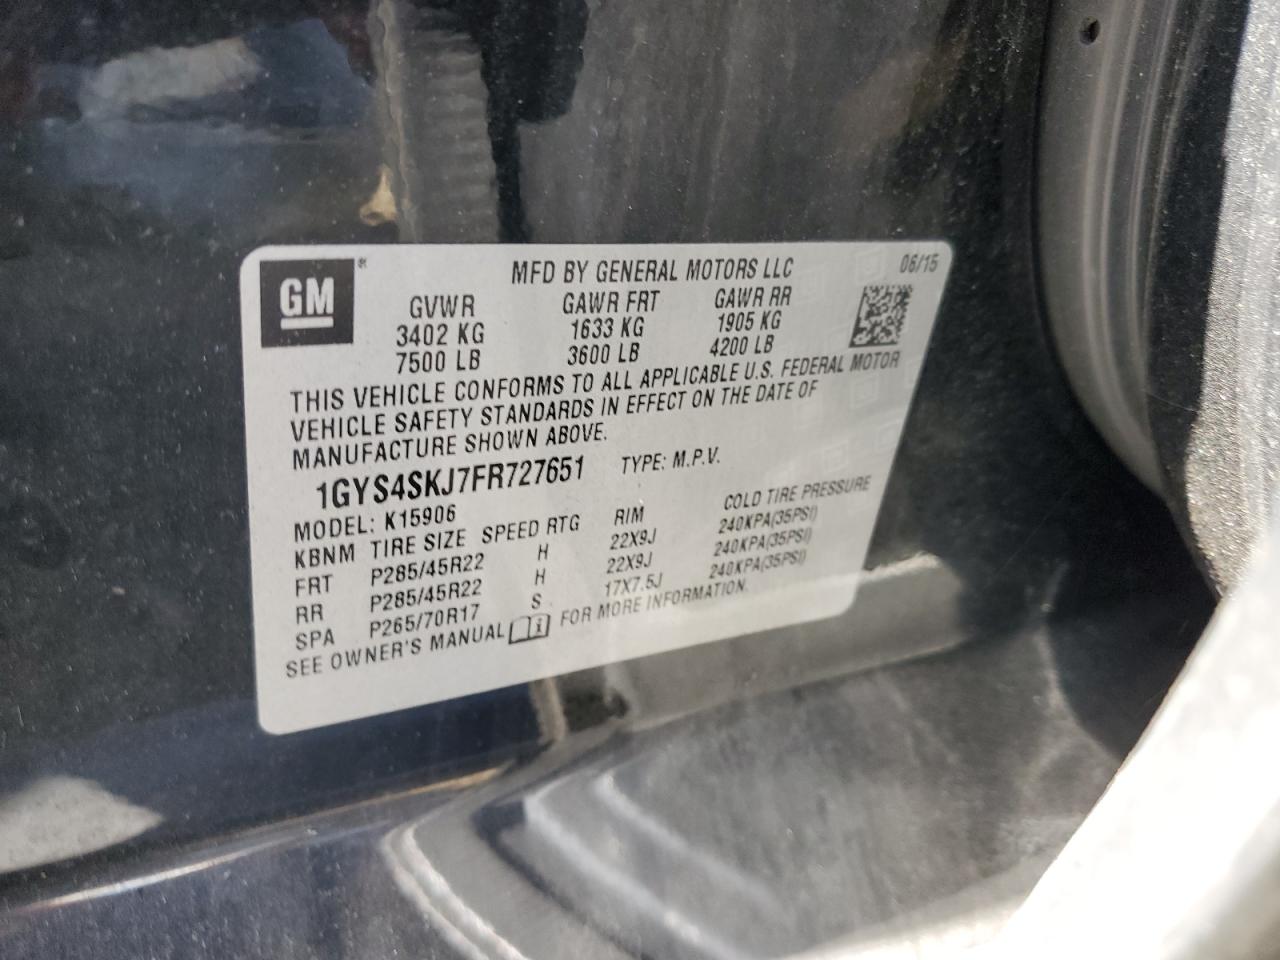 GM
MFD BY GENERAL MOTORS LLC 06/15
GVWR GAWR FRT GAWR RR
3402 KG 1633 KG 1905 KG
7500 LB 3600 LB 4200 LB
THIS VEHICLE CONFORMS TO ALL APPLICABLE U.S. FEDERAL MOTOR
VEHICLE SAFETY STANDARDS IN EFFECT ON THE DATE OF
MANUFACTURE SHOWN ABOVE.
1GYS4SKJ7FR727651 TYPE: M.P.V.
MODEL: K15906
KBNM TIRE SIZE SPEED RTG RIM COLD TIRE PRESSURE
FRT P285/45R22 H 22X9J 240KPA(35PSI)
RR P285/45R22 H 22X9J 240KPA(35PSI)
SPA P265/70R17 S 17X7.5J 240KPA(35PSI)
SEE OWNER'S MANUAL FOR MORE INFORMATION.